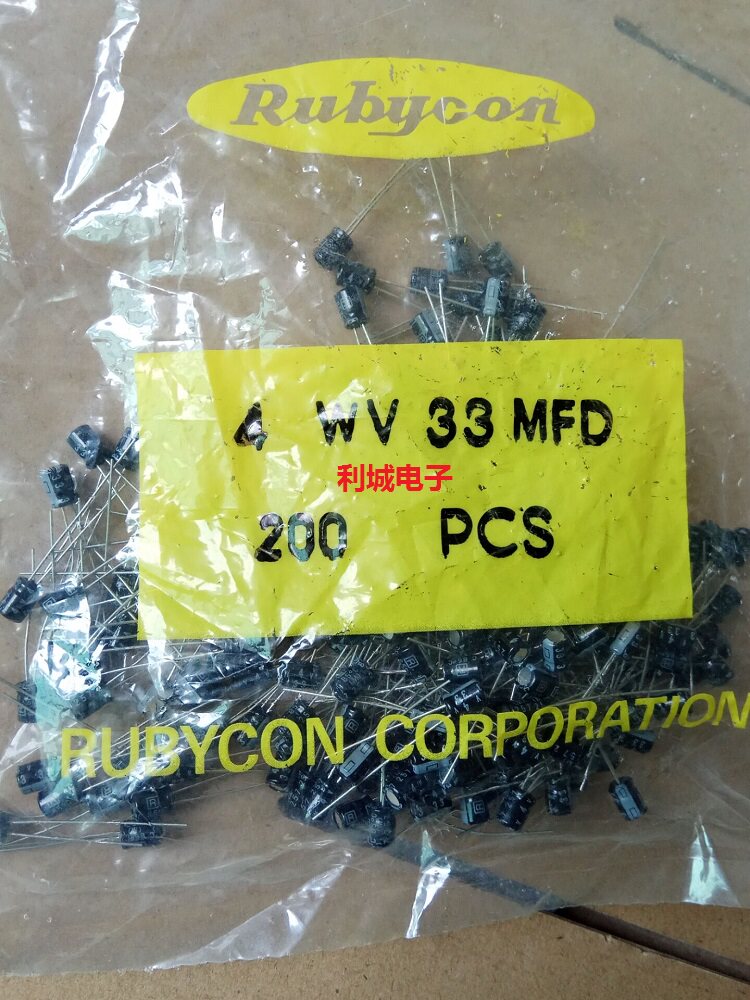 Rubycon
4 WV 33 MFD
利城电子
200 PCS
RUBYCON CORPORATION